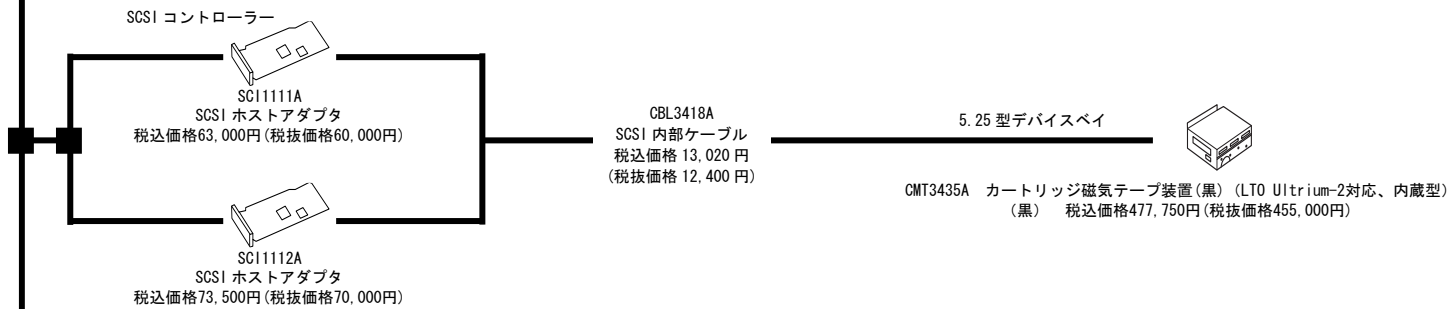 SCSI コントローラー
SCI1111A
SCSI ホストアダプタ
税込価格63,000円(税抜価格60,000円)
SCI1112A
SCSI ホストアダプタ
税込価格73,500円(税抜価格70,000円)
CBL3418A
SCSI 内部ケーブル
税込価格 13,020 円
(税抜価格 12,400 円)
5.25 型デバイスベイ
CMT3435A　カートリッジ磁気テープ装置(黒)(LTO Ultrium-2対応、内蔵型)
(黒)　税込価格477,750円(税抜価格455,000円)